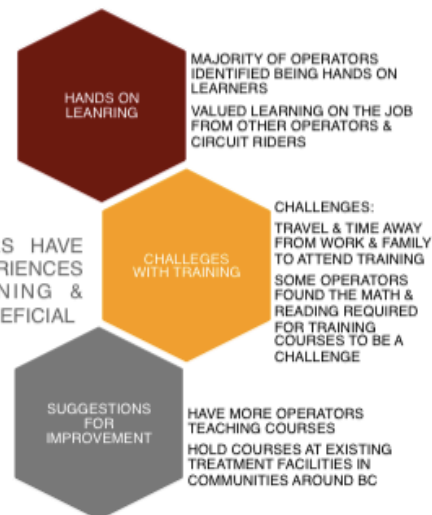 HANDS ON
LEANRING
MAJORITY OF OPERATORS
IDENTIFIED BEING HANDS ON
LEARNERS
VALUED LEARNING ON THE JOB
FROM OTHER OPERATORS &
CIRCUIT RIDERS
S HAVE
RIENCES
NING &
EFICIAL
CHALLEGES
WITH TRAINING
CHALLENGES:
TRAVEL & TIME AWAY
FROM WORK & FAMILY
TO ATTEND TRAINING
SOME OPERATORS
FOUND THE MATH &
READING REQUIRED
FOR TRAINING
COURSES TO BE A
CHALLENGE
SUGGESTIONS
FOR
IMPROVEMENT
HAVE MORE OPERATORS
TEACHING COURSES
HOLD COURSES AT EXISTING
TREATMENT FACILITIES IN
COMMUNITIES AROUND BC